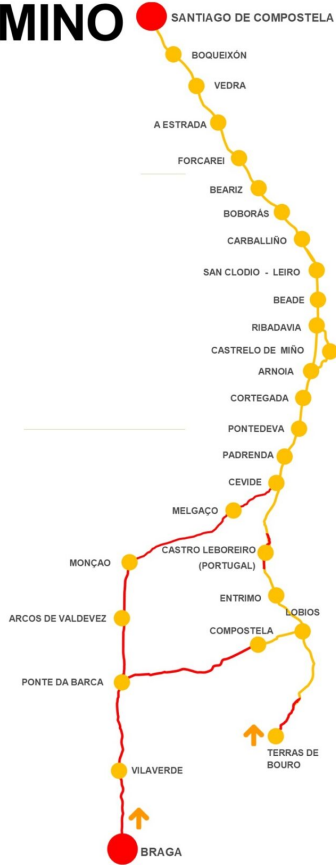 MINO
SANTIAGO DE COMPOSTELA
BOQUEIXÓN
VEDRA
A ESTRADA
FORCAREI
BEARIZ
BOBORÁS
CARBALLIÑO
SAN CLODIO - LEIRO
BEADE
RIBADAVIA
CASTRELO DE MIÑO
ARNOIA
CORTEGADA
PONTEDEVA
PADRENDA
CEVIDE
MELGAÇO
CASTRO LEBOREIRO
(PORTUGAL)
MONÇAO
ENTRIMO
LOBIOS
ARCOS DE VALDEVEZ
COMPOSTELA
PONTE DA BARCA
TERRAS DE
BOURO
VILAVERDE
BRAGA